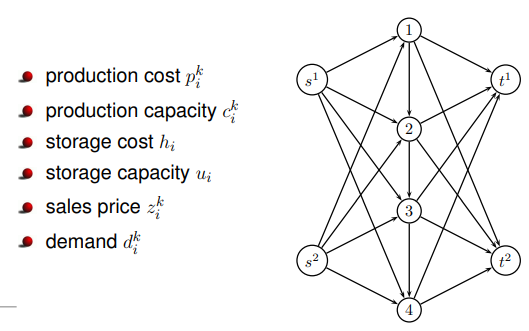 production cost $p_i^k$
production capacity $c_i^k$
storage cost $h_i$
storage capacity $u_i$
sales price $z_i^k$
demand $d_i^k$
1
$s^1$
$t^1$
2
3
$s^2$
$t^2$
4